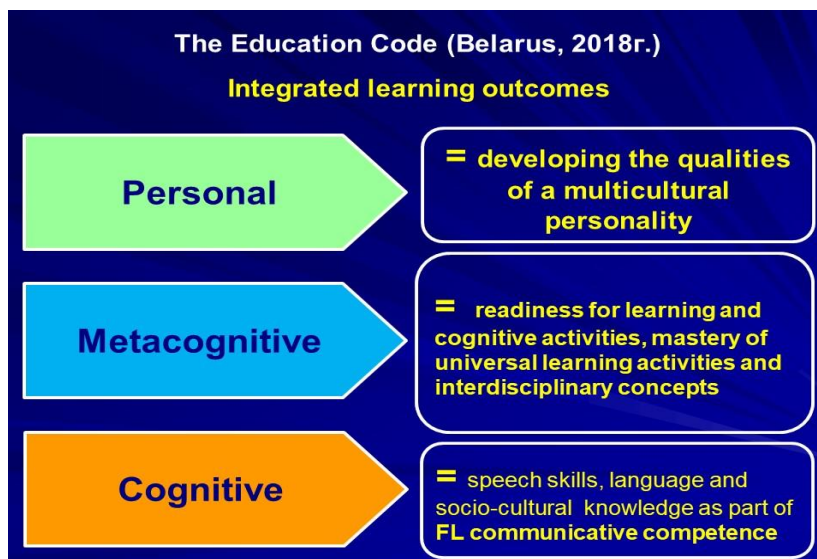 The Education Code (Belarus, 2018г.)
Integrated learning outcomes
Personal
= developing the qualities
of a multicultural
personality
Metacognitive
= readiness for learning and
cognitive activities, mastery of
universal learning activities and
interdisciplinary concepts
Cognitive
= speech skills, language and
socio-cultural knowledge as part of
FL communicative competence